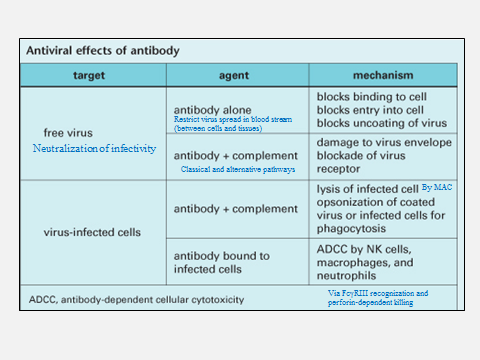 Antiviral effects of antibody
target
agent
mechanism
free virus
Neutralization of infectivity
antibody alone
Restrict virus spread in blood stream
(between cells and tissues)
blocks binding to cell
blocks entry into cell
blocks uncoating of virus
antibody + complement
Classical and alternative pathways
damage to virus envelope
blockade of virus
receptor
virus-infected cells
antibody + complement
lysis of infected cell By MAC
opsonization of coated
virus or infected cells for
phagocytosis
antibody bound to
infected cells
ADCC by NK cells,
macrophages, and
neutrophils
ADCC, antibody-dependent cellular cytotoxicity
Via FcγRIII recognization and
perforin-dependent killing